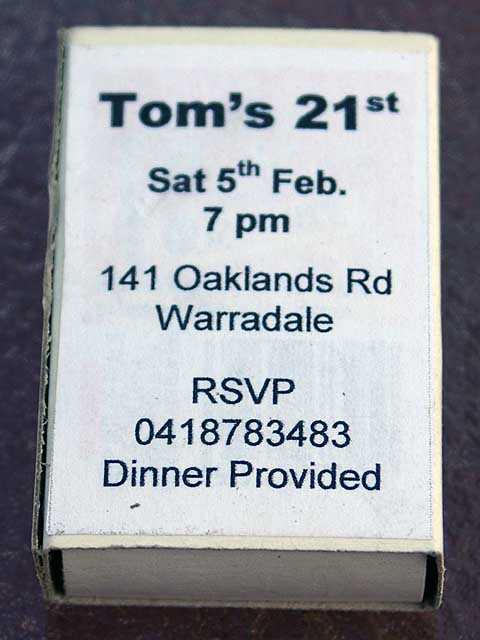 Tom's 21st
Sat 5th Feb.
7 pm
141 Oaklands Rd
Warradale
RSVP
0418783483
Dinner Provided